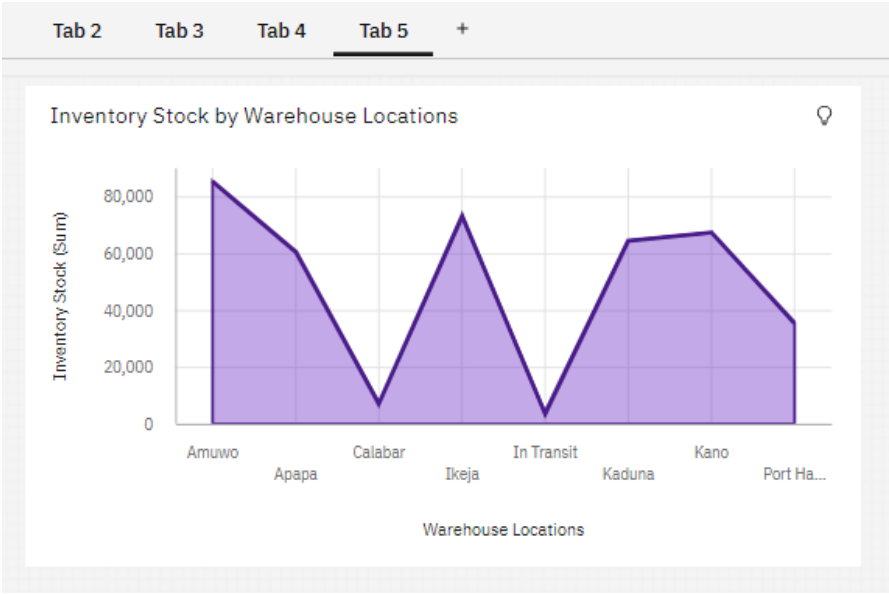 Tab 2 Tab 3 Tab 4 Tab 5 +
Inventory Stock by Warehouse Locations
Inventory Stock (Sum)
80,000
60,000
40,000
20,000
0
Amuwo Calabar In Transit Kano
Apapa Ikeja Kaduna Port Ha...
Warehouse Locations